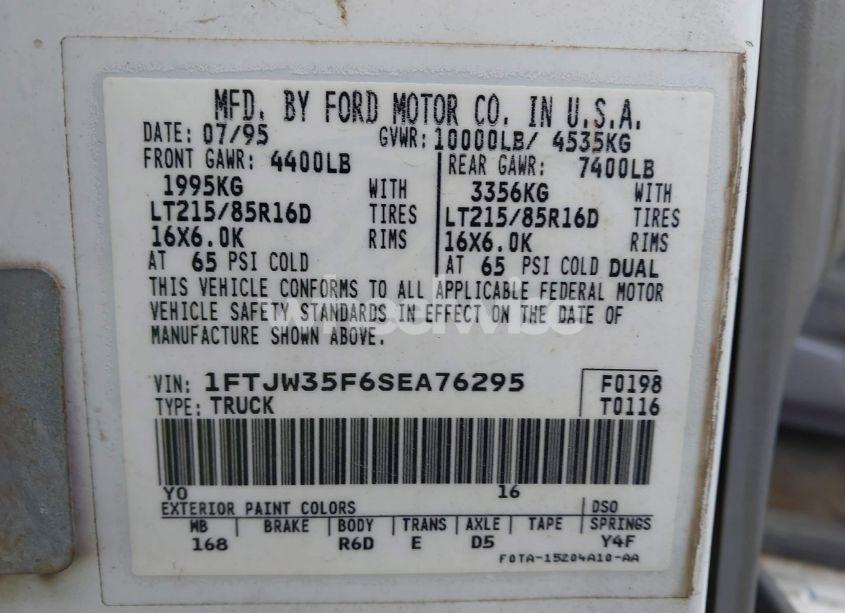 MFD. BY FORD MOTOR CO. IN U.S.A.
DATE: 07/95 GVWR: 10000LB/ 4535KG
FRONT GAWR: 4400LB REAR GAWR: 7400LB
1995KG WITH 3356KG WITH
LT215/85R16D TIRES LT215/85R16D TIRES
16X6.0K RIMS 16X6.0K RIMS
AT 65 PSI COLD AT 65 PSI COLD DUAL
THIS VEHICLE CONFORMS TO ALL APPLICABLE FEDERAL MOTOR
VEHICLE SAFETY STANDARDS IN EFFECT ON THE DATE OF
MANUFACTURE SHOWN ABOVE.
wheelwise
VIN: 1FTJW35F6SEA76295 F0198
TYPE: TRUCK T0116
YO 16
EXTERIOR PAINT COLORS DSO
WB BRAKE BODY TRANS AXLE TAPE SPRINGS
168 R6D E D5 Y4F
F0TA-15204A10-AA